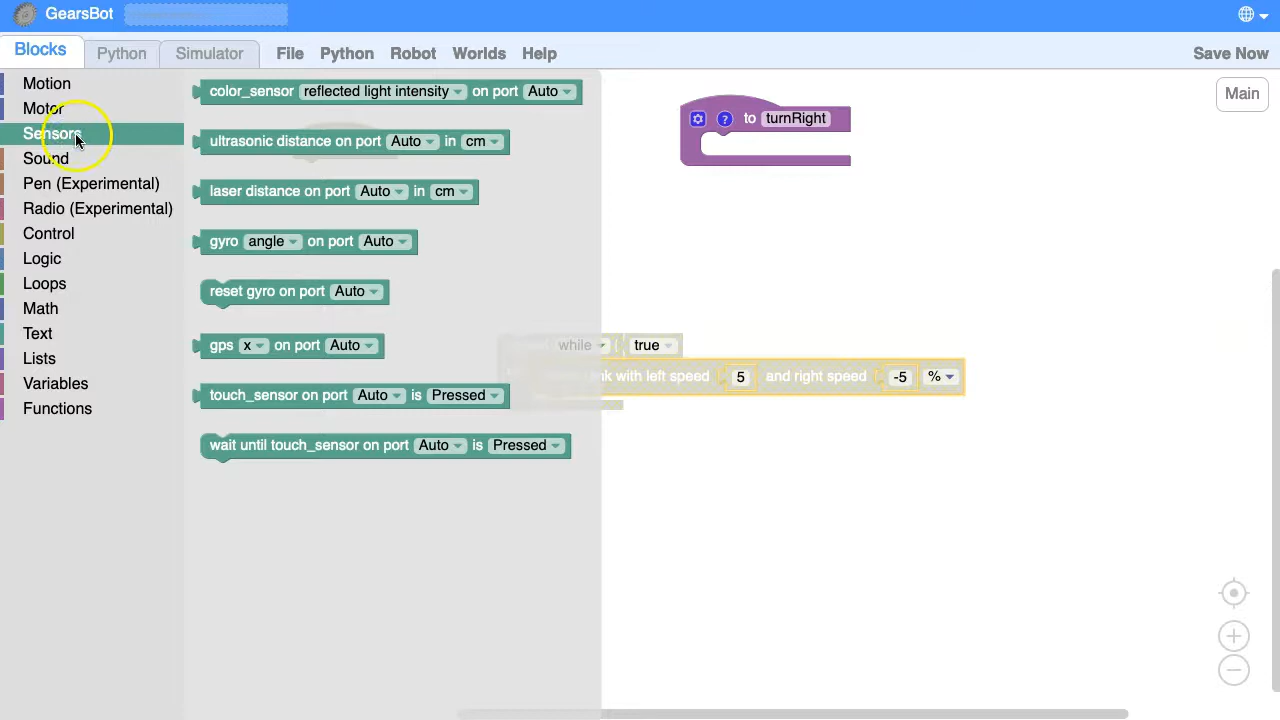 GearsBot
Blocks Python Simulator File Python Robot Worlds Help Save Now
Motion
Motor
Sensors
Sound
Pen (Experimental)
Radio (Experimental)
Control
Logic
Loops
Math
Text
Lists
Variables
Functions
color_sensor reflected light intensity on port Auto
ultrasonic distance on port Auto in cm
laser distance on port Auto in cm
gyro angle on port Auto
reset gyro on port Auto
gps x on port Auto
touch_sensor on port Auto is Pressed
wait until touch_sensor on port Auto is Pressed
to turnRight
while true
with left speed 5 and right speed -5 %
Main